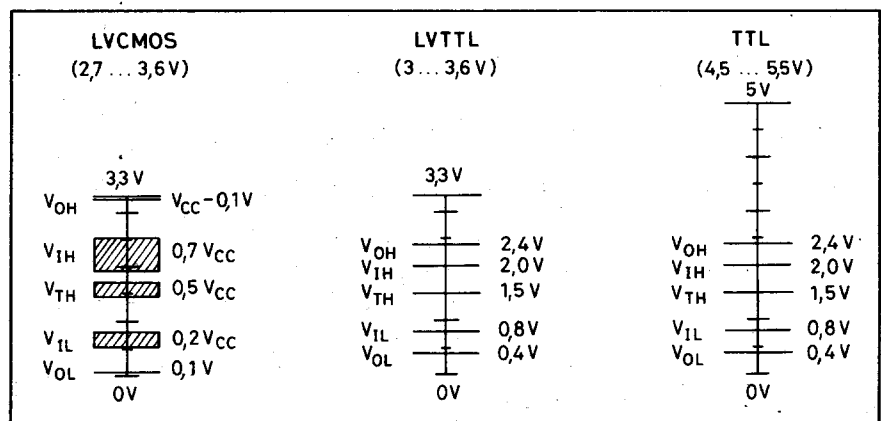 LVCMOS
(2,7 ... 3,6 V)
3,3 V
V_OH V_CC – 0,1 V
V_IH 0,7 V_CC
V_TH 0,5 V_CC
V_IL 0,2 V_CC
V_OL 0,1 V
0V
LVTTL
(3 ... 3,6 V)
3,3 V
V_OH 2,4 V
V_IH 2,0 V
V_TH 1,5 V
V_IL 0,8 V
V_OL 0,4 V
0V
TTL
(4,5 ... 5,5V)
5V
V_OH 2,4 V
V_IH 2,0 V
V_TH 1,5 V
V_IL 0,8 V
V_OL 0,4 V
0V